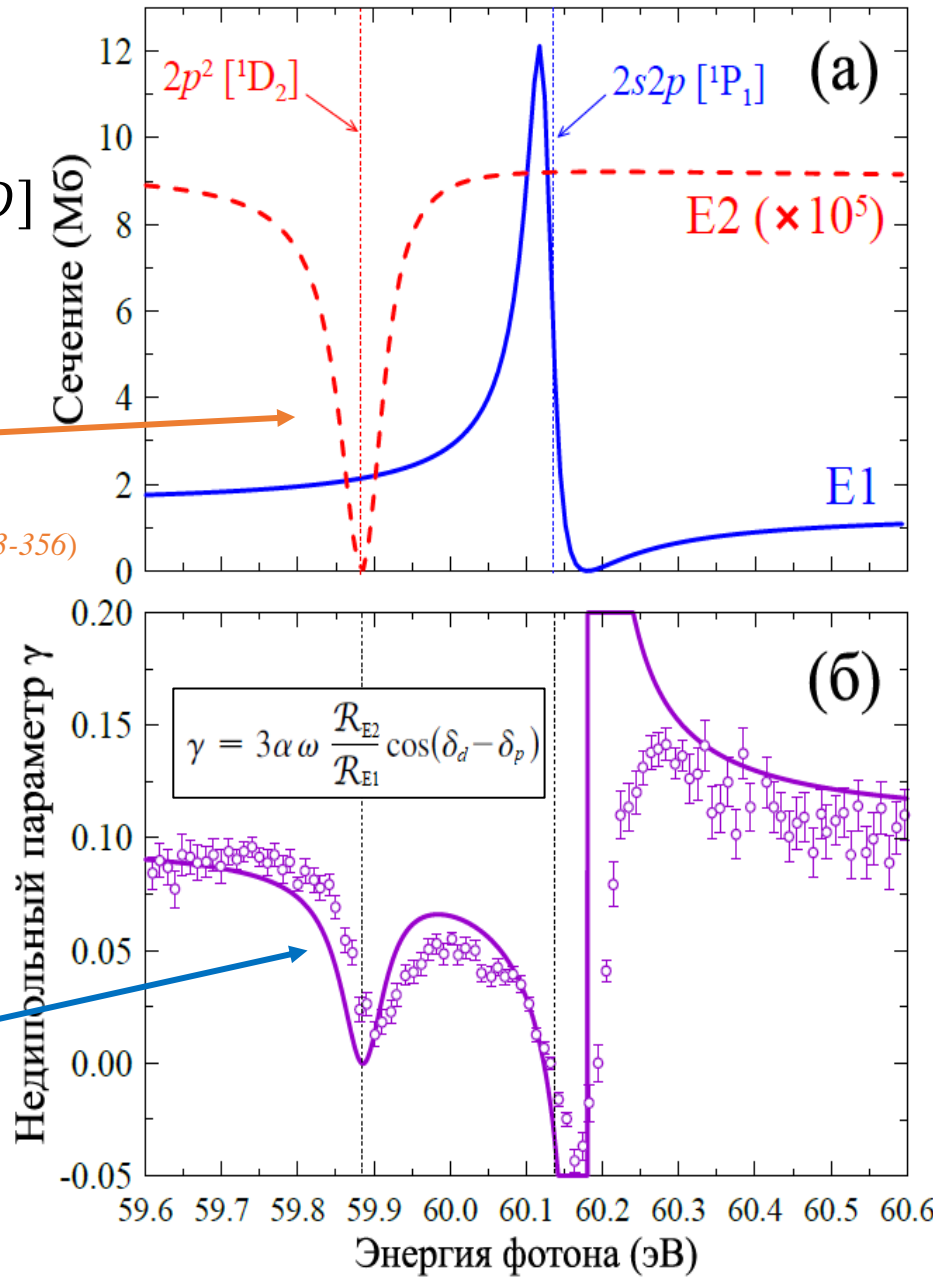 (а)
2p² [¹D₂]
2s2p [¹P₁]
D]
E2 (×10⁵)
E1
Сечение (Мб)
12
10
8
6
4
2
0
3-356)
(б)
γ = 3αω R_E2/R_E1 cos(δ_d − δ_p)
Недипольный параметр γ
0.20
0.15
0.10
0.05
0.00
-0.05
59.6 59.7 59.8 59.9 60.0 60.1 60.2 60.3 60.4 60.5 60.6
Энергия фотона (эВ)